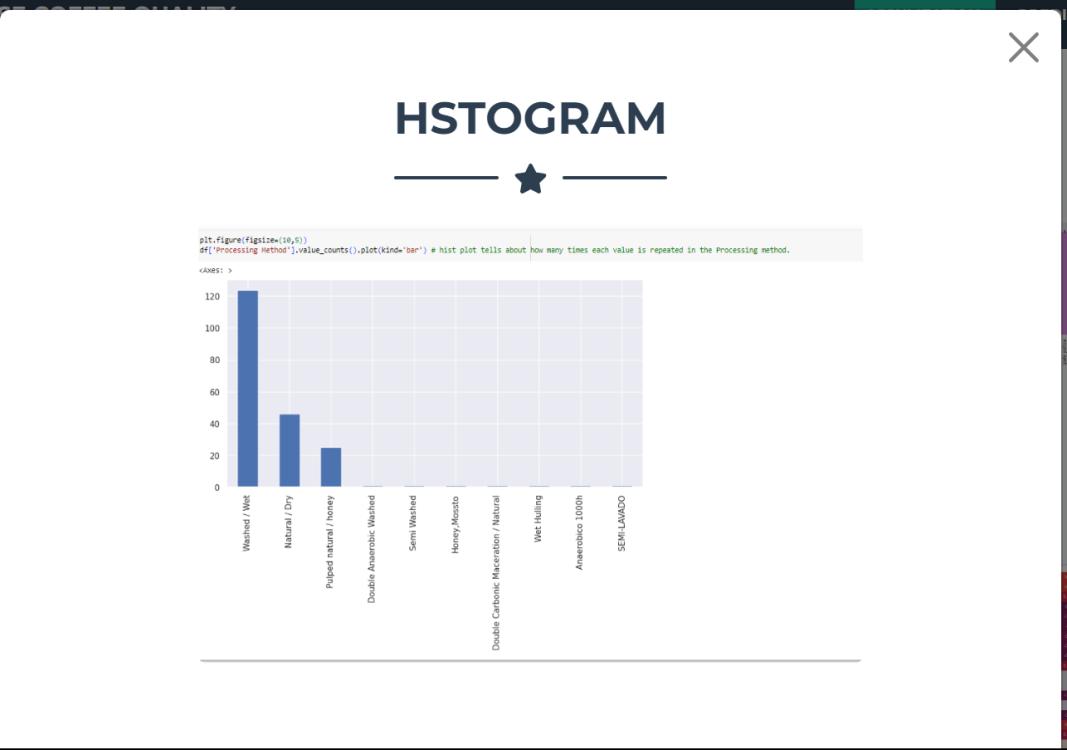 HSTOGRAM
plt.figure(figsize=(10,5))
df['Processing Method'].value_counts().plot(kind='bar') # hist plot tells about how many times each value is repeated in the Processing method.
<Axes: >
120
100
80
60
40
20
0
Washed / Wet
Natural / Dry
Pulped natural / honey
Double Anaerobic Washed
Semi Washed
Honey,Mossto
Double Carbonic Maceration / Natural
Wet Hulling
Anaerobico 1000h
SEMI-LAVADO